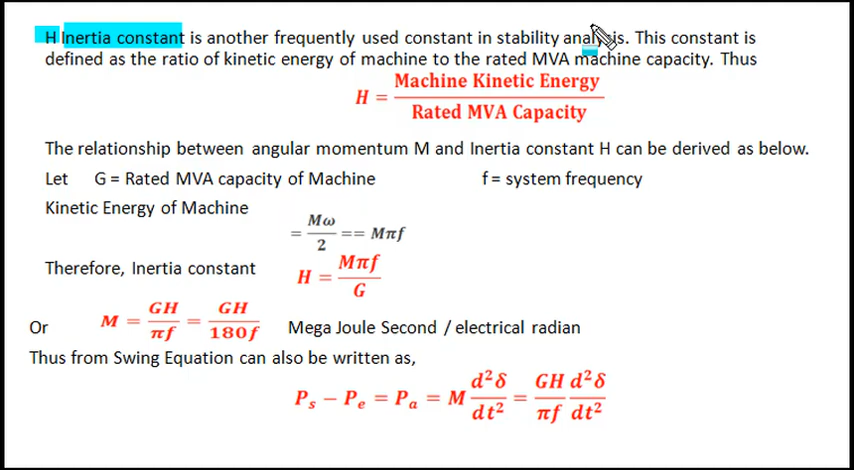 H Inertia constant is another frequently used constant in stability analysis. This constant is
defined as the ratio of kinetic energy of machine to the rated MVA machine capacity. Thus
H = Machine Kinetic Energy / Rated MVA Capacity
The relationship between angular momentum M and Inertia constant H can be derived as below.
Let G = Rated MVA capacity of Machine f = system frequency
Kinetic Energy of Machine
= Mω / 2 == Mπf
Therefore, Inertia constant H = Mπf / G
Or M = GH / πf = GH / 180f Mega Joule Second / electrical radian
Thus from Swing Equation can also be written as,
Pₛ − Pₑ = Pₐ = M d²δ / dt² = GH / πf d²δ / dt²